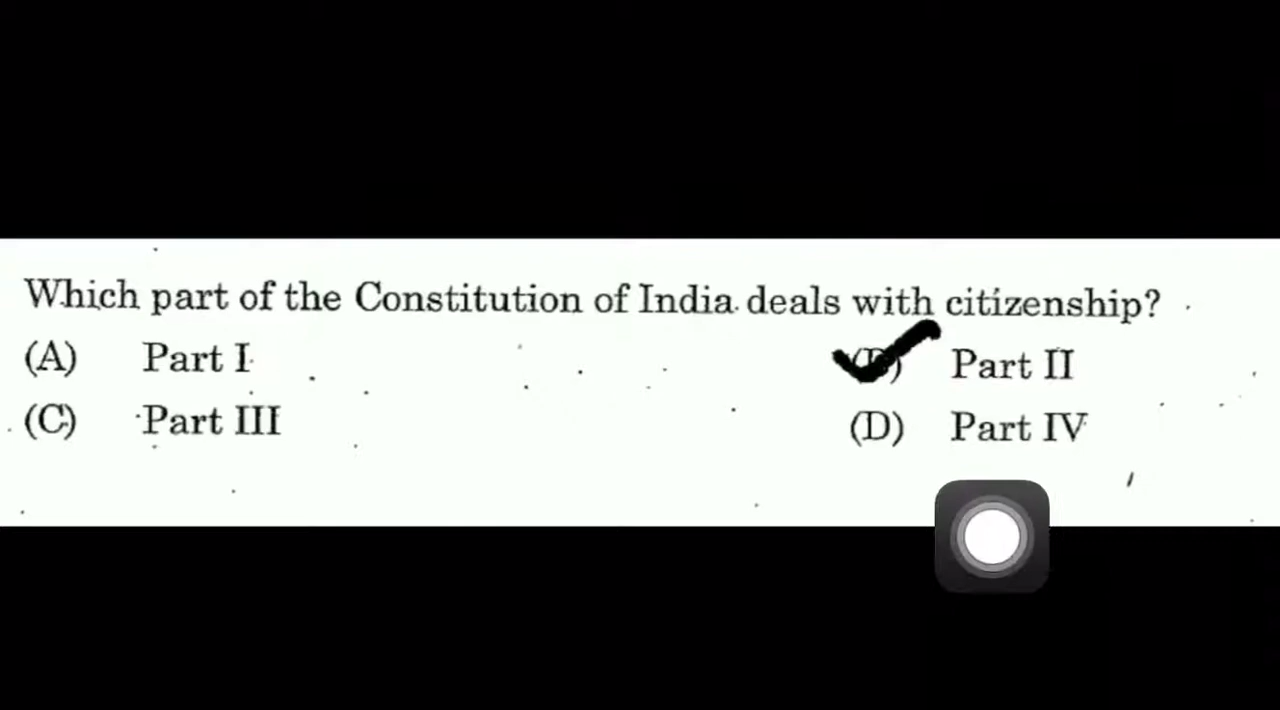 Which part of the Constitution of India deals with citizenship?
(A) Part I (B) Part II
(C) Part III (D) Part IV